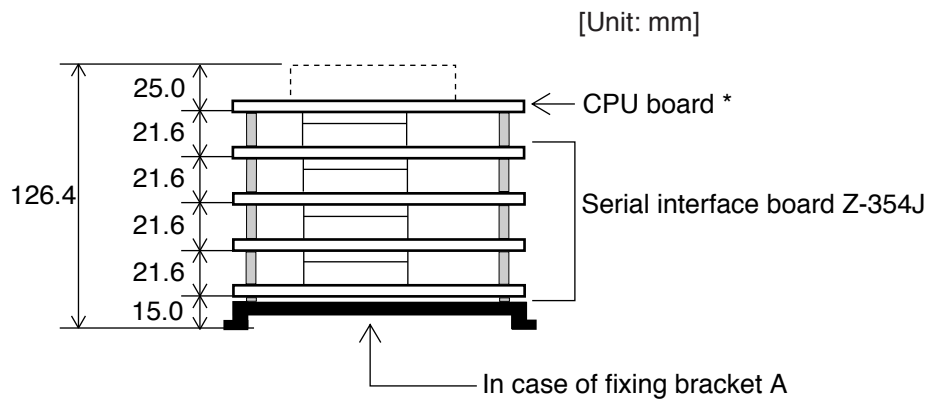 [Unit: mm]
25.0
CPU board *
21.6
21.6
126.4
Serial interface board Z-354J
21.6
21.6
15.0
In case of fixing bracket A